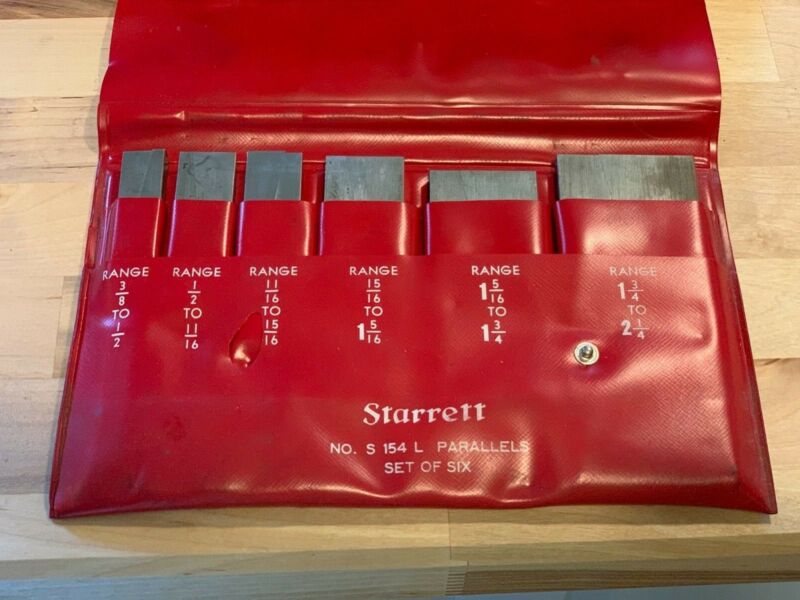 RANGE
3/8
TO
1/2
RANGE
1/2
TO
11/16
RANGE
11/16
TO
15/16
RANGE
15/16
TO
1 5/16
RANGE
1 5/16
TO
1 3/4
RANGE
1 3/4
TO
2 1/4
Starrett
NO. S 154 L PARALLELS
SET OF SIX